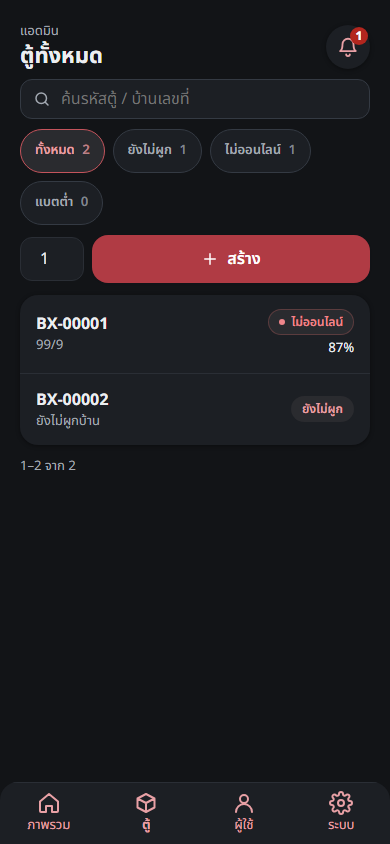 แอดมิน
ตู้ทั้งหมด
1
ค้นรหัสตู้ / บ้านเลขที่
ทั้งหมด 2
ยังไม่ผูก 1
ไม่ออนไลน์ 1
แบตต่ำ 0
1
+ สร้าง
BX-00001
ไม่ออนไลน์
99/9
87%
BX-00002
ยังไม่ผูก
ยังไม่ผูกบ้าน
1–2 จาก 2
ภาพรวม
ตู้
ผู้ใช้
ระบบ